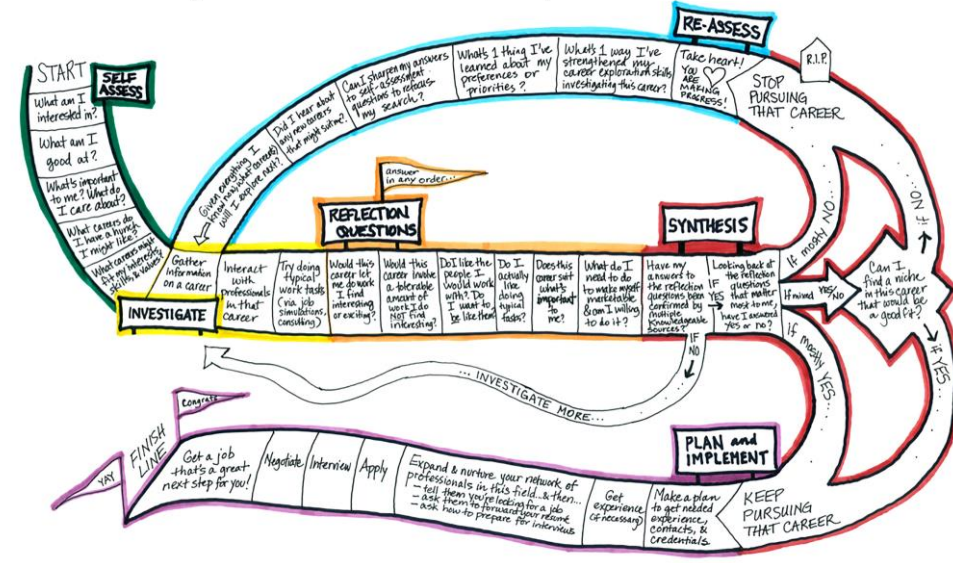 START
SELF
ASSESS
What am I
interested in?
What am I
good at?
What's important
to me? What do
I care about?
What careers do
I have a hunch
I might like?
What careers might
fit my interests,
skills, & values?
INVESTIGATE
Gather
information
on a career
Interact
with
professionals
in that
career
Try doing
typical
work tasks
(via job
simulations,
consulting)
REFLECTION
QUESTIONS
answer
in any order...
Would this
career let
me do work
I find
interesting
or exciting?
Would this
career involve
a tolerable
amount of
work I do
NOT find
interesting?
Do I like the
people I
would work
with? Do
I want to
be like them?
Do I
actually
like
doing
typical
tasks?
Does this
career suit
what's
important
to
me?
What do I
need to do
to make myself
marketable
& am I willing
to do it?
SYNTHESIS
Have my
answers to
the reflection
questions been
confirmed by
multiple
knowledgeable
sources?
IF
YES
IF
NO
... INVESTIGATE MORE...
Looking back at
the reflection
questions
that matter
most to me,
have I answered
yes or no?
If mostly NO...
If mixed YES/NO
If mostly YES...
Can I
find a niche
in this career
that would be
a good fit?
if NO...
if YES...
STOP
PURSUING
THAT CAREER
R.I.P.
RE-ASSESS
Take heart!
YOU
ARE
MAKING
PROGRESS!
What's 1 way I've
strengthened my
career exploration skills
investigating this career?
What's 1 thing I've
learned about my
preferences or
priorities?
Can I sharpen my answers
to self-assessment
questions to refocus
my search?
Did I hear about
any new careers
that might suit me?
Given everything I
know now, what career(s)
will I explore next?
KEEP
PURSUING
THAT CAREER
PLAN and
IMPLEMENT
Make a plan
to get needed
experience,
contacts, &
credentials
Get
experience
(if necessary)
Expand & nurture your network of
professionals in this field...& then...
- tell them you're looking for a job
- ask them to forward your resume
- ask how to prepare for interviews
Apply
Interview
Negotiate
Get a job
that's a great
next step for you!
FINISH
LINE
Congrats
YAY